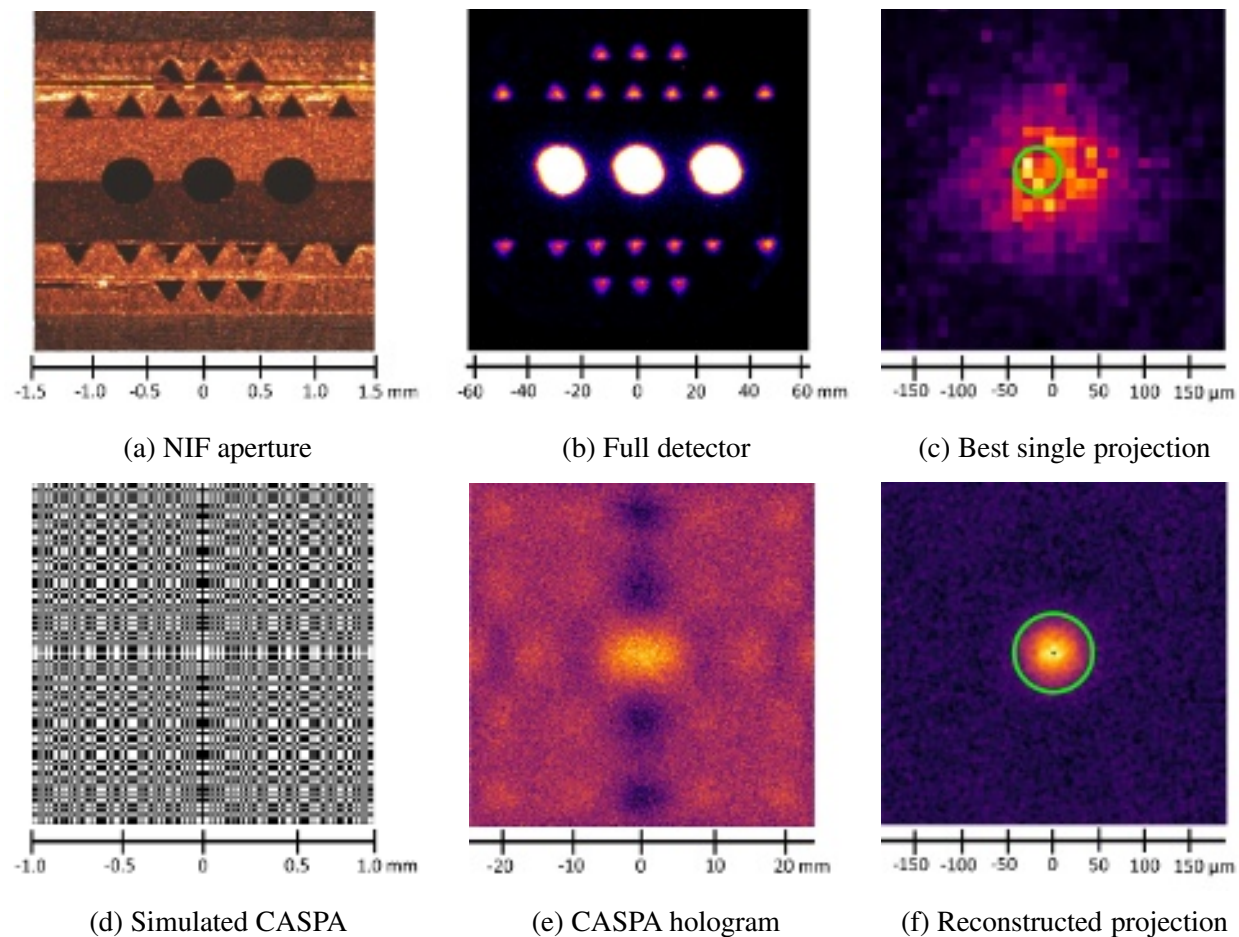 -1.5 -1.0 -0.5 0 0.5 1.0 1.5 mm
-60 -40 -20 0 20 40 60 mm
-150 -100 -50 0 50 100 150 μm
(a) NIF aperture
(b) Full detector
(c) Best single projection
-1.0 -0.5 0 0.5 1.0 mm
-20 -10 0 10 20 mm
-150 -100 -50 0 50 100 150 μm
(d) Simulated CASPA
(e) CASPA hologram
(f) Reconstructed projection